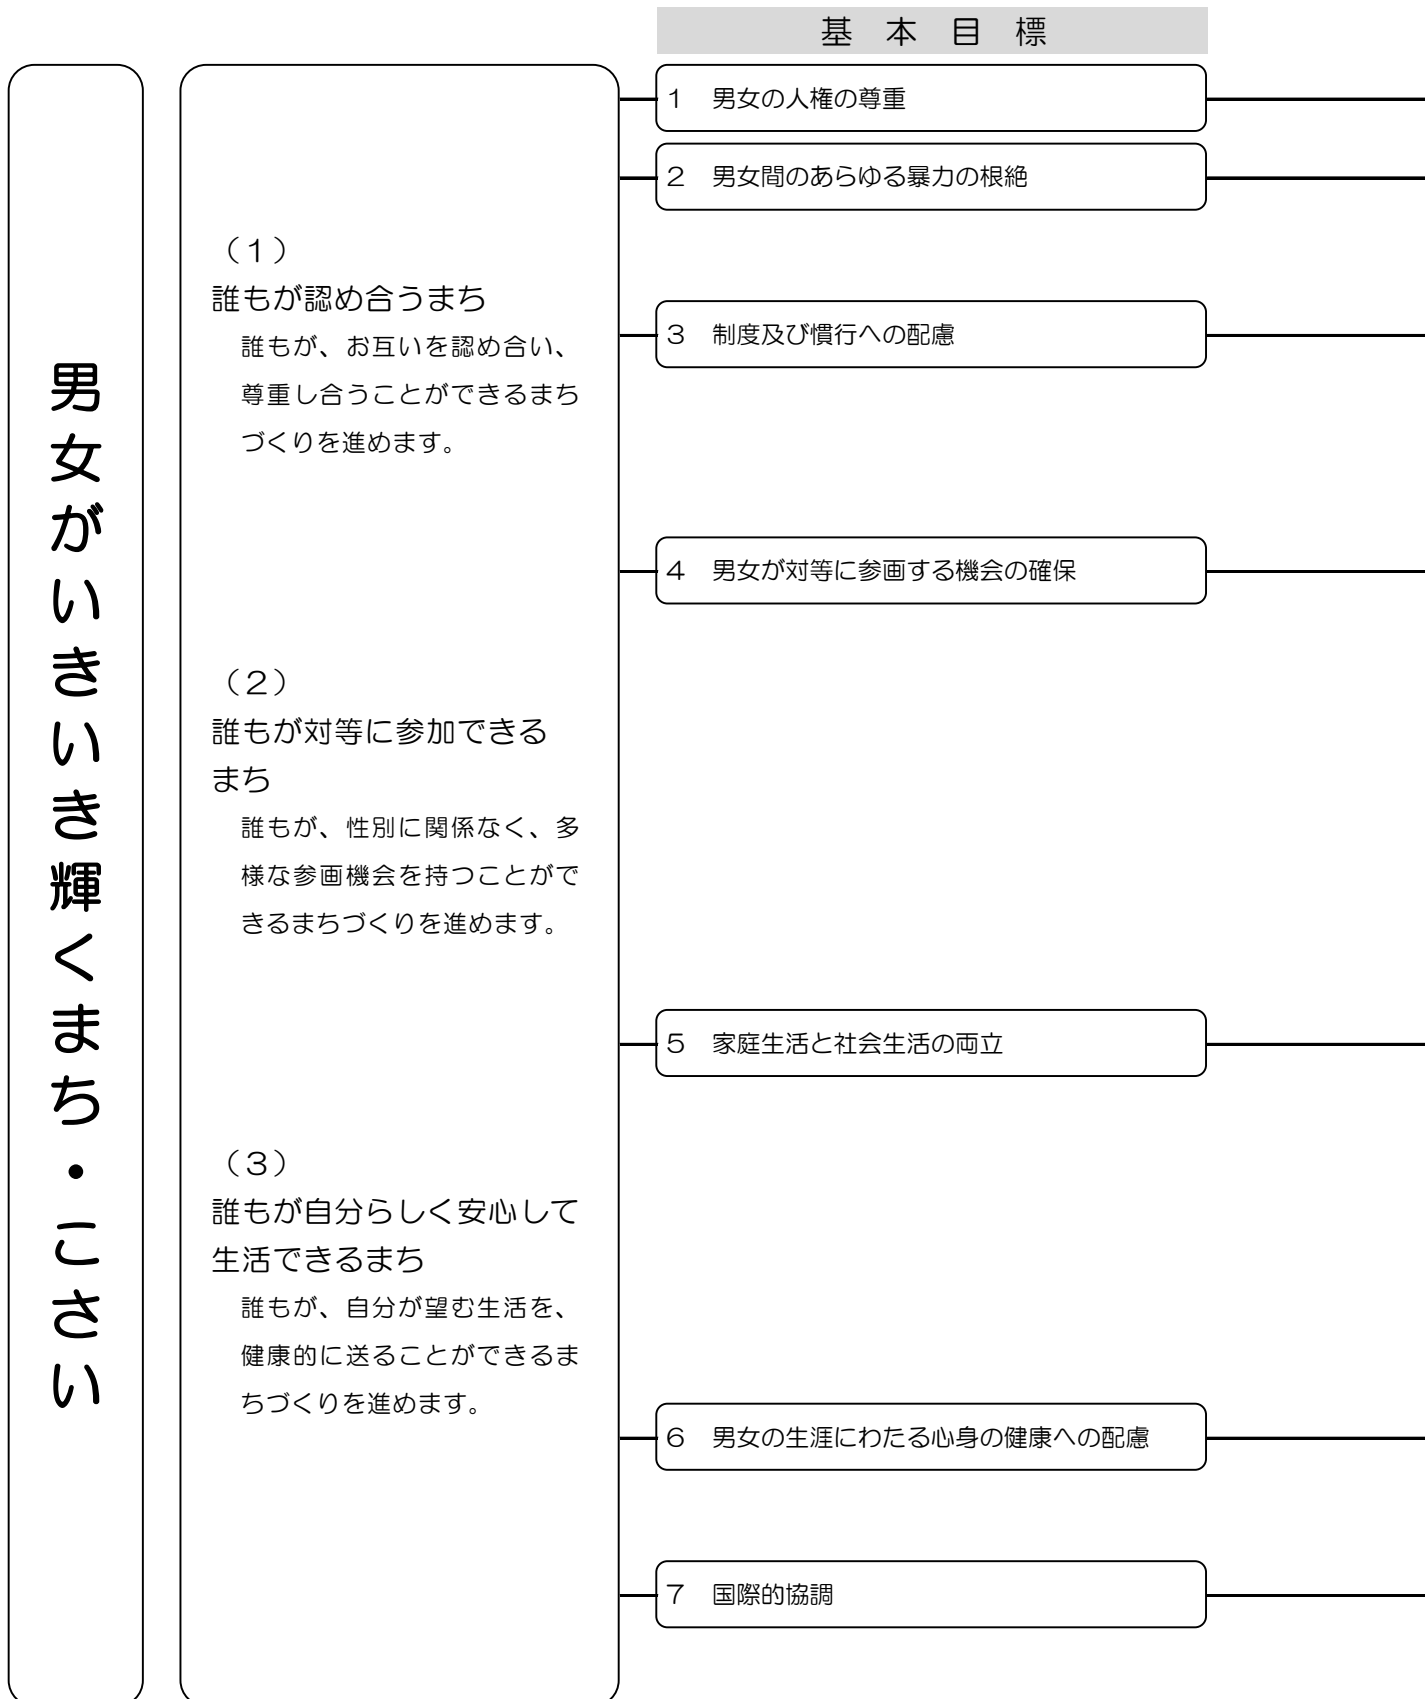 男女がいきいき輝くまち・こさい
（１）
誰もが認め合うまち
誰もが、お互いを認め合い、
尊重し合うことができるまち
づくりを進めます。
（２）
誰もが対等に参加できる
まち
誰もが、性別に関係なく、多
様な参画機会を持つことがで
きるまちづくりを進めます。
（３）
誰もが自分らしく安心して
生活できるまち
誰もが、自分が望む生活を、
健康的に送ることができるま
ちづくりを進めます。
基　本　目　標
１　男女の人権の尊重
２　男女間のあらゆる暴力の根絶
３　制度及び慣行への配慮
４　男女が対等に参画する機会の確保
５　家庭生活と社会生活の両立
６　男女の生涯にわたる心身の健康への配慮
７　国際的協調